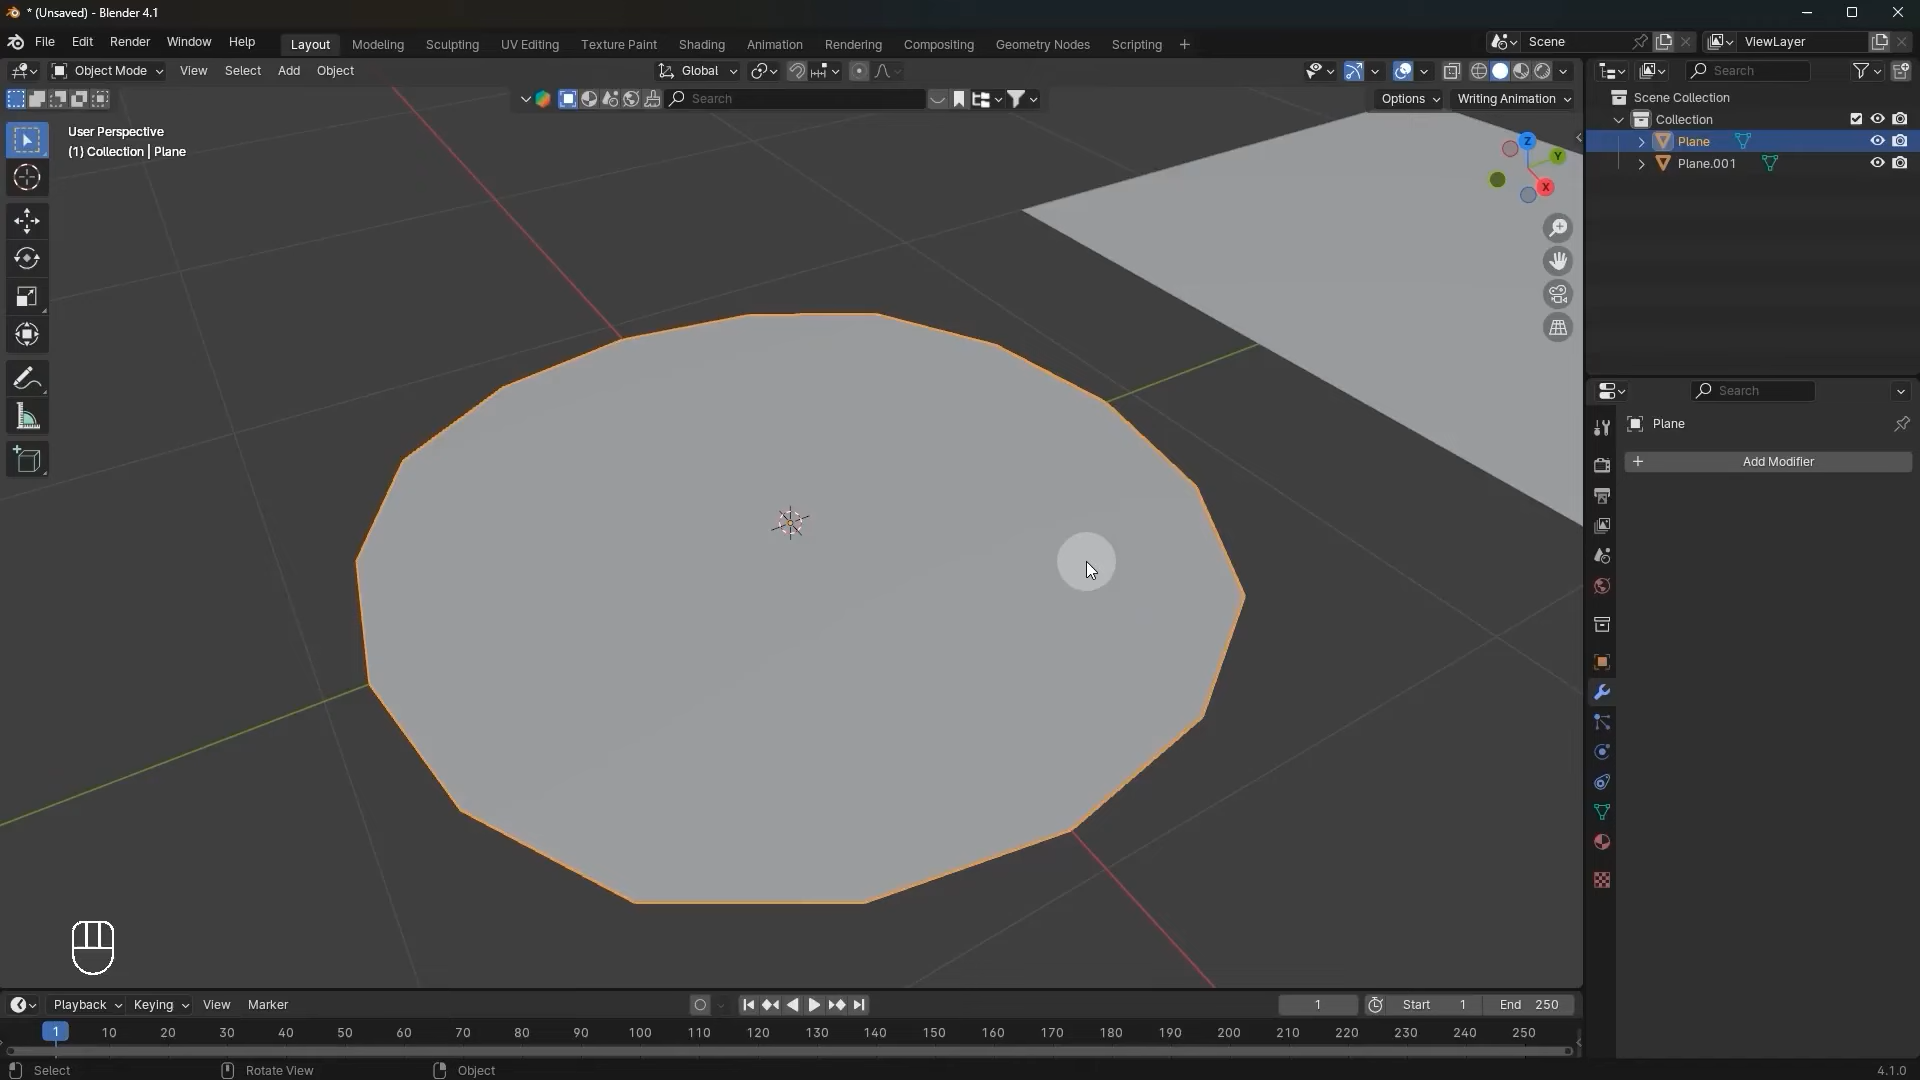 * (Unsaved) - Blender 4.1
File Edit Render Window Help
Layout Modeling Sculpting UV Editing Texture Paint Shading Animation Rendering Compositing Geometry Nodes Scripting +
Scene
ViewLayer
Object Mode View Select Add Object
Global
Search
Search
Options
Writing Animation
User Perspective
(1) Collection | Plane
Z
Y
X
Scene Collection
Collection
Plane
Plane.001
Search
Plane
+ Add Modifier
Playback Keying View Marker
1
Start 1
End 250
1 10 20 30 40 50 60 70 80 90 100 110 120 130 140 150 160 170 180 190 200 210 220 230 240 250
Select
Rotate View
Object
4.1.0